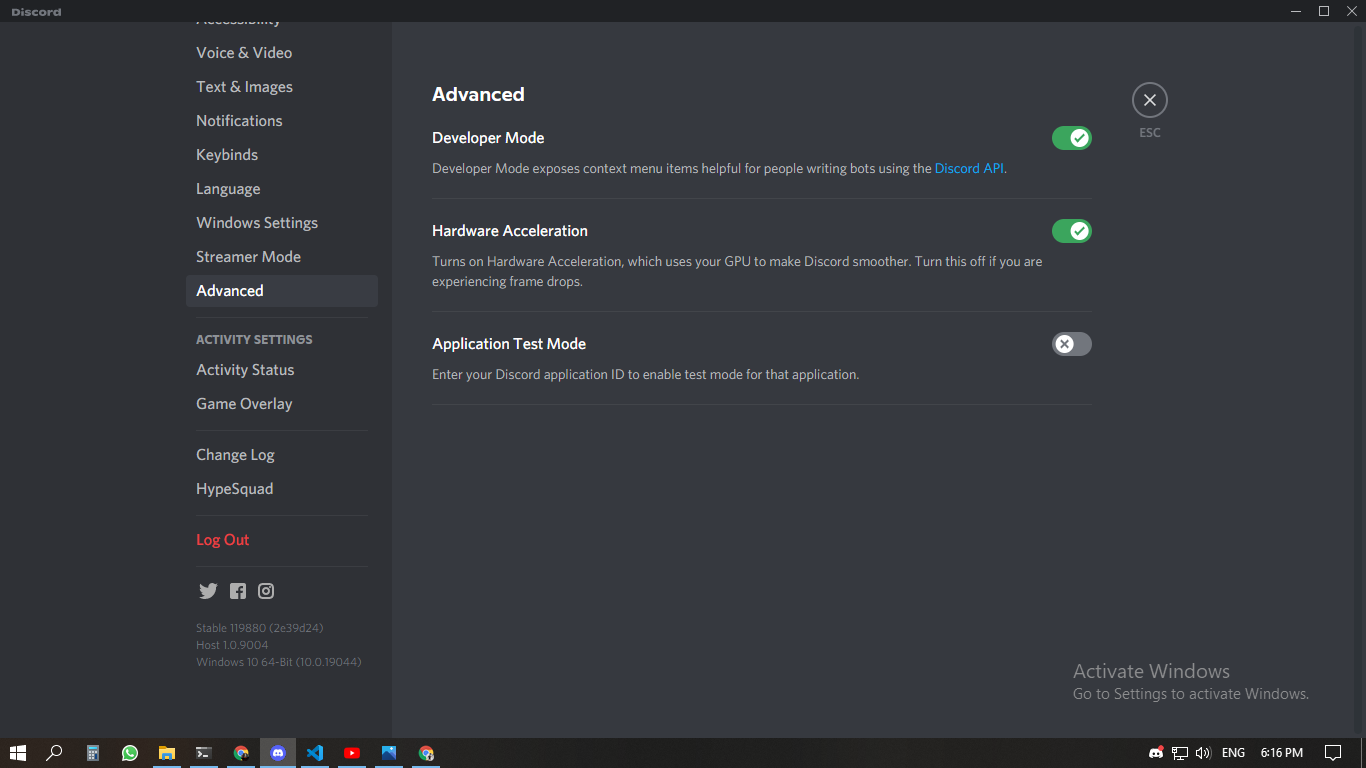 Discord
Accessibility
Voice & Video
Text & Images
Notifications
Keybinds
Language
Windows Settings
Streamer Mode
Advanced
ACTIVITY SETTINGS
Activity Status
Game Overlay
Change Log
HypeSquad
Log Out
Stable 119880 (2e39d24)
Host 1.0.9004
Windows 10 64-Bit (10.0.19044)
Advanced
Developer Mode
Developer Mode exposes context menu items helpful for people writing bots using the Discord API.
Hardware Acceleration
Turns on Hardware Acceleration, which uses your GPU to make Discord smoother. Turn this off if you are
experiencing frame drops.
Application Test Mode
Enter your Discord application ID to enable test mode for that application.
ESC
Activate Windows
Go to Settings to activate Windows.
ENG
6:16 PM